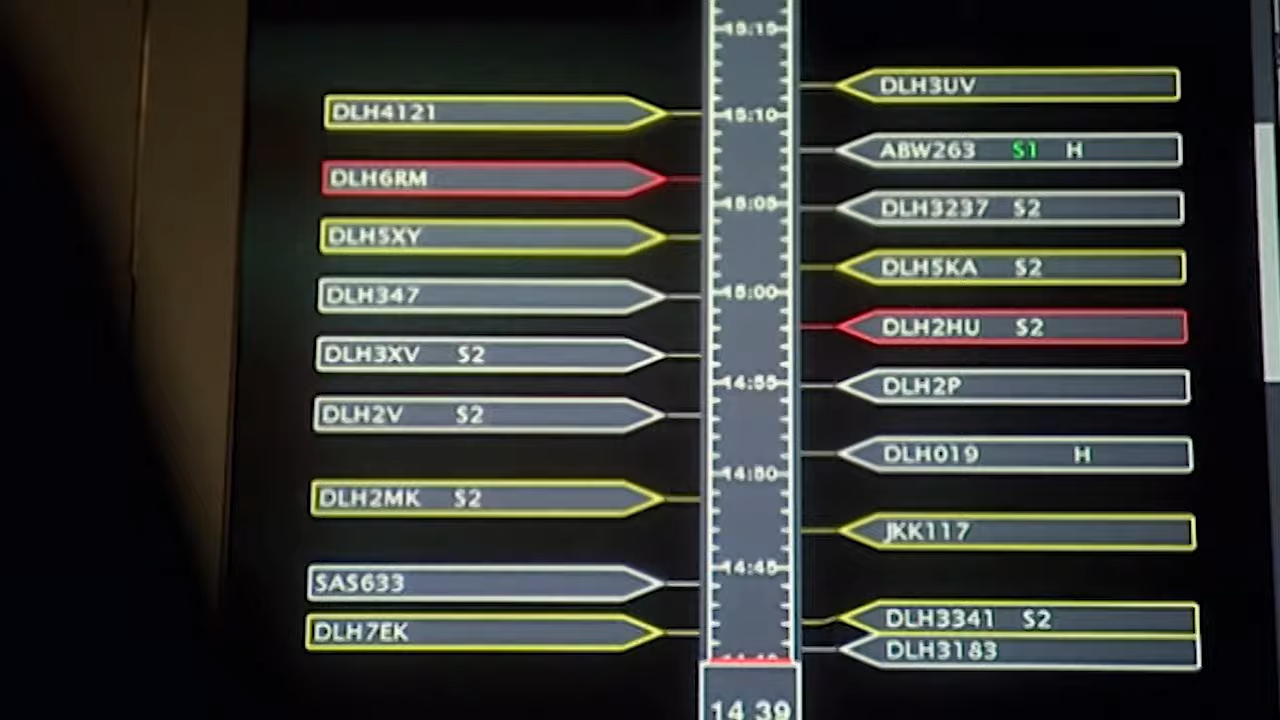 15:15
DLH3UV
DLH4121
15:10
ABW263 S1 H
DLH6RM
15:05
DLH3237 S2
DLH5XY
DLH5KA S2
DLH347
15:00
DLH2HU S2
DLH3XV S2
14:55
DLH2P
DLH2V S2
DLH019 H
14:50
DLH2MK S2
JKK117
14:45
SAS633
DLH3341 S2
DLH7EK
DLH3183
14:40
14 39